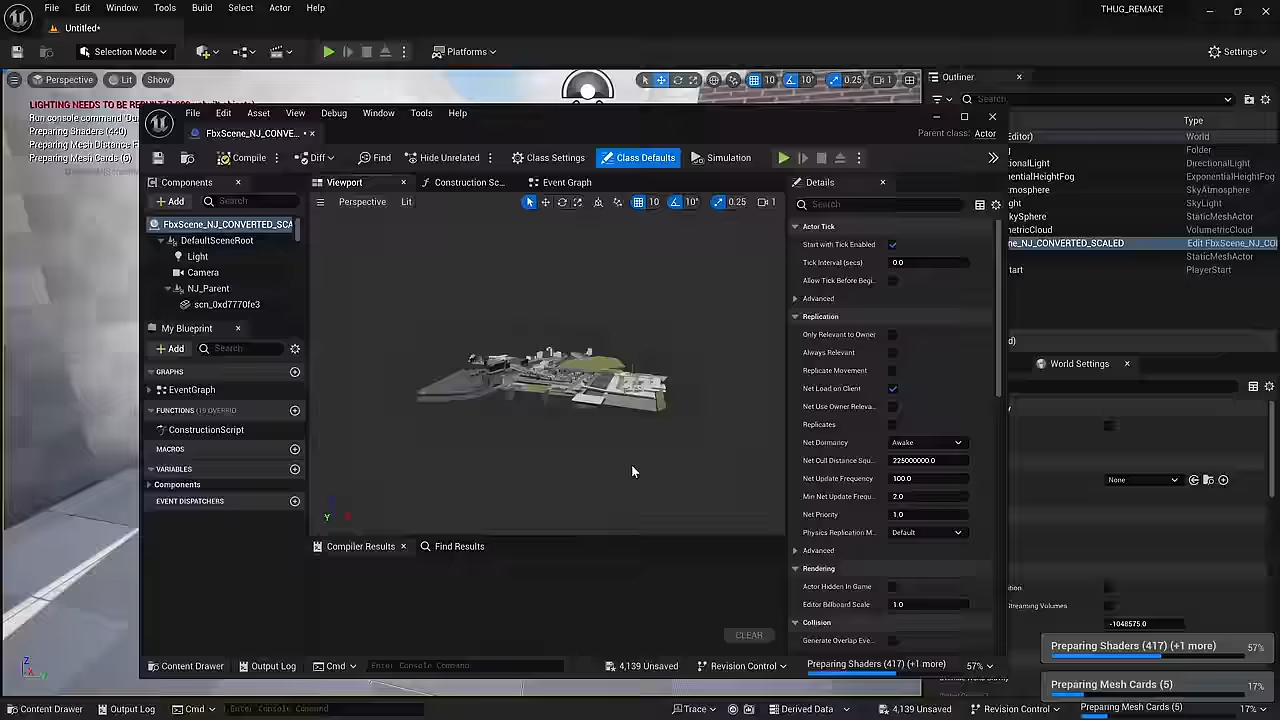 File Edit Window Tools Build Select Actor Help
THUG_REMAKE
Untitled*
Selection Mode
Platforms
Settings
Perspective Lit Show
10 10° 0.25 1
Outliner
Search
Type
World
Folder
DirectionalLight
ExponentialHeightFog
SkyAtmosphere
SkyLight
StaticMeshActor
VolumetricCloud
ne_NJ_CONVERTED_SCALED Edit FbxScene_NJ_CO
StaticMeshActor
PlayerStart
World Settings
None
Streaming Volumes
-1048575.0
LIGHTING NEEDS TO BE
Run console command
Preparing Shaders (440)
Preparing Mesh Distance F
Preparing Mesh Cards (6)
File Edit Asset View Debug Window Tools Help
FbxScene_NJ_CONVE...
Parent class: Actor
Compile Diff Find Hide Unrelated Class Settings Class Defaults Simulation
Components
Add Search
FbxScene_NJ_CONVERTED_SCA
DefaultSceneRoot
Light
Camera
NJ_Parent
scn_0xd7770fe3
My Blueprint
Add Search
GRAPHS
EventGraph
FUNCTIONS (19 OVERRID
ConstructionScript
MACROS
VARIABLES
Components
EVENT DISPATCHERS
Viewport Construction Sc... Event Graph
Perspective Lit
10 10° 0.25 1
Z
Y X
Compiler Results Find Results
CLEAR
Details
Search
Actor Tick
Start with Tick Enabled
Tick Interval (secs) 0.0
Allow Tick Before Begi...
Advanced
Replication
Only Relevant to Owner
Always Relevant
Replicate Movement
Net Load on Client
Net Use Owner Releva...
Replicates
Net Dormancy Awake
Net Cull Distance Squ... 225000000.0
Net Update Frequency 100.0
Min Net Update Frequ... 2.0
Net Priority 1.0
Physics Replication M... Default
Advanced
Rendering
Actor Hidden In Game
Editor Billboard Scale 1.0
Collision
Generate Overlap Eve...
Content Drawer Output Log Cmd Enter Console Command 4,139 Unsaved Revision Control Preparing Shaders (417) (+1 more) 57%
Preparing Shaders (417) (+1 more) 57%
Preparing Mesh Cards (5) 17%
Content Drawer Output Log Cmd Enter Console Command Trace Derived Data 4,139 Unsaved Revision Control Preparing Mesh Cards (5) 17%